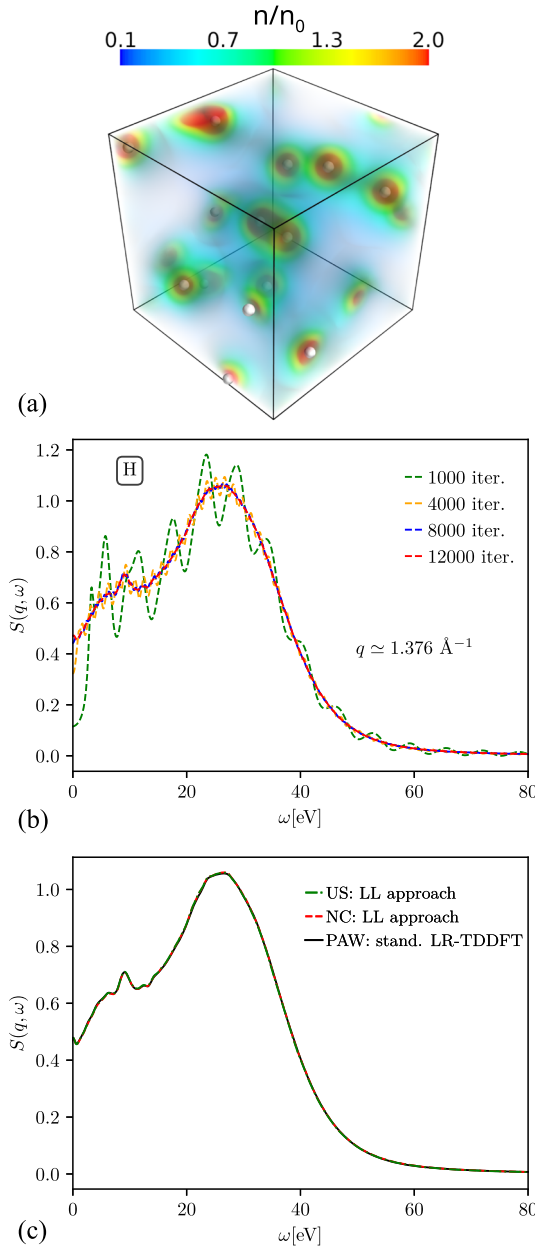 n/n₀
0.1 0.7 1.3 2.0
(a)
1.2
1.0
0.8
0.6
0.4
0.2
0.0
S(q, ω)
H
1000 iter.
4000 iter.
8000 iter.
12000 iter.
q ≃ 1.376 Å⁻¹
0 20 40 60 80
ω[eV]
(b)
1.0
0.8
0.6
0.4
0.2
0.0
S(q, ω)
US: LL approach
NC: LL approach
PAW: stand. LR-TDDFT
0 20 40 60 80
ω[eV]
(c)